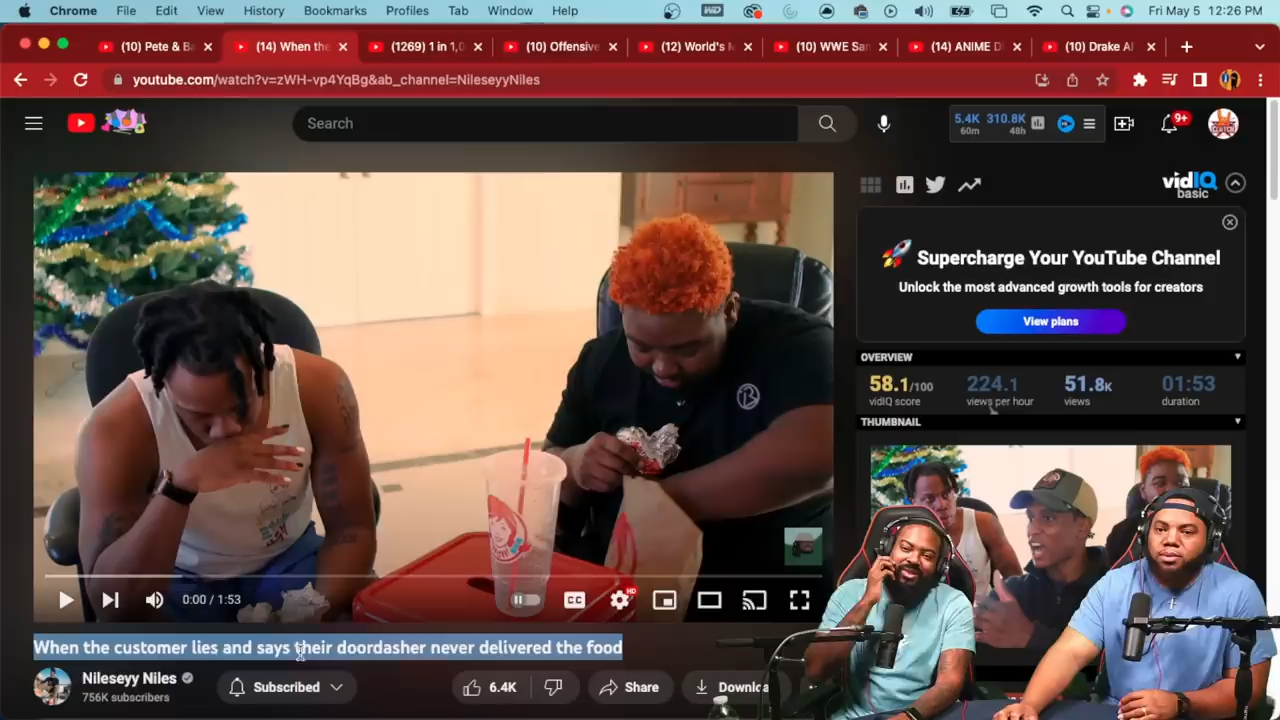 Chrome File Edit View History Bookmarks Profiles Tab Window Help Fri May 5 12:26 PM
(10) Pete & Ba (14) When the (1269) 1 in 1,0 (10) Offensive (12) World's M (10) WWE Sar (14) ANIME D (10) Drake AI
youtube.com/watch?v=zWH-vp4YqBg&ab_channel=NileseyyNiles
Search
5.4K 310.8K
60m 48h
9+
vidIQ
basic
Supercharge Your YouTube Channel
Unlock the most advanced growth tools for creators
View plans
OVERVIEW
58.1/100 224.1 51.8K 01:53
vidIQ score views per hour views duration
THUMBNAIL
0:00 / 1:53
CC
HD
When the customer lies and says their doordasher never delivered the food
Nileseyy Niles
756K subscribers
Subscribed
6.4K
Share
Downloa